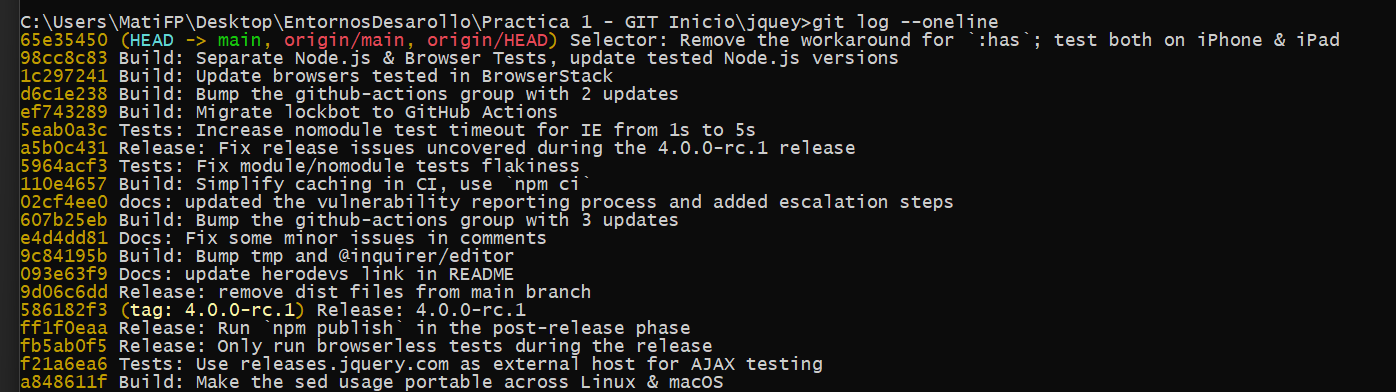 C:\Users\MatiFP\Desktop\EntornosDesarollo\Practica 1 - GIT Inicio\jquey>git log --oneline
65e35450 (HEAD -> main, origin/main, origin/HEAD) Selector: Remove the workaround for `:has`; test both on iPhone & iPad
98cc8c83 Build: Separate Node.js & Browser Tests, update tested Node.js versions
1c297241 Build: Update browsers tested in BrowserStack
d6c1e238 Build: Bump the github-actions group with 2 updates
ef743289 Build: Migrate lockbot to GitHub Actions
5eab0a3c Tests: Increase nomodule test timeout for IE from 1s to 5s
a5b0c431 Release: Fix release issues uncovered during the 4.0.0-rc.1 release
5964acf3 Tests: Fix module/nomodule tests flakiness
110e4657 Build: Simplify caching in CI, use `npm ci`
02cf4ee0 docs: updated the vulnerability reporting process and added escalation steps
607b25eb Build: Bump the github-actions group with 3 updates
e4d4dd81 Docs: Fix some minor issues in comments
9c84195b Build: Bump tmp and @inquirer/editor
093e63f9 Docs: update herodevs link in README
9d06c6dd Release: remove dist files from main branch
586182f3 (tag: 4.0.0-rc.1) Release: 4.0.0-rc.1
ff1f0eaa Release: Run `npm publish` in the post-release phase
fb5ab0f5 Release: Only run browserless tests during the release
f21a6ea6 Tests: Use releases.jquery.com as external host for AJAX testing
a848611f Build: Make the sed usage portable across Linux & macOS